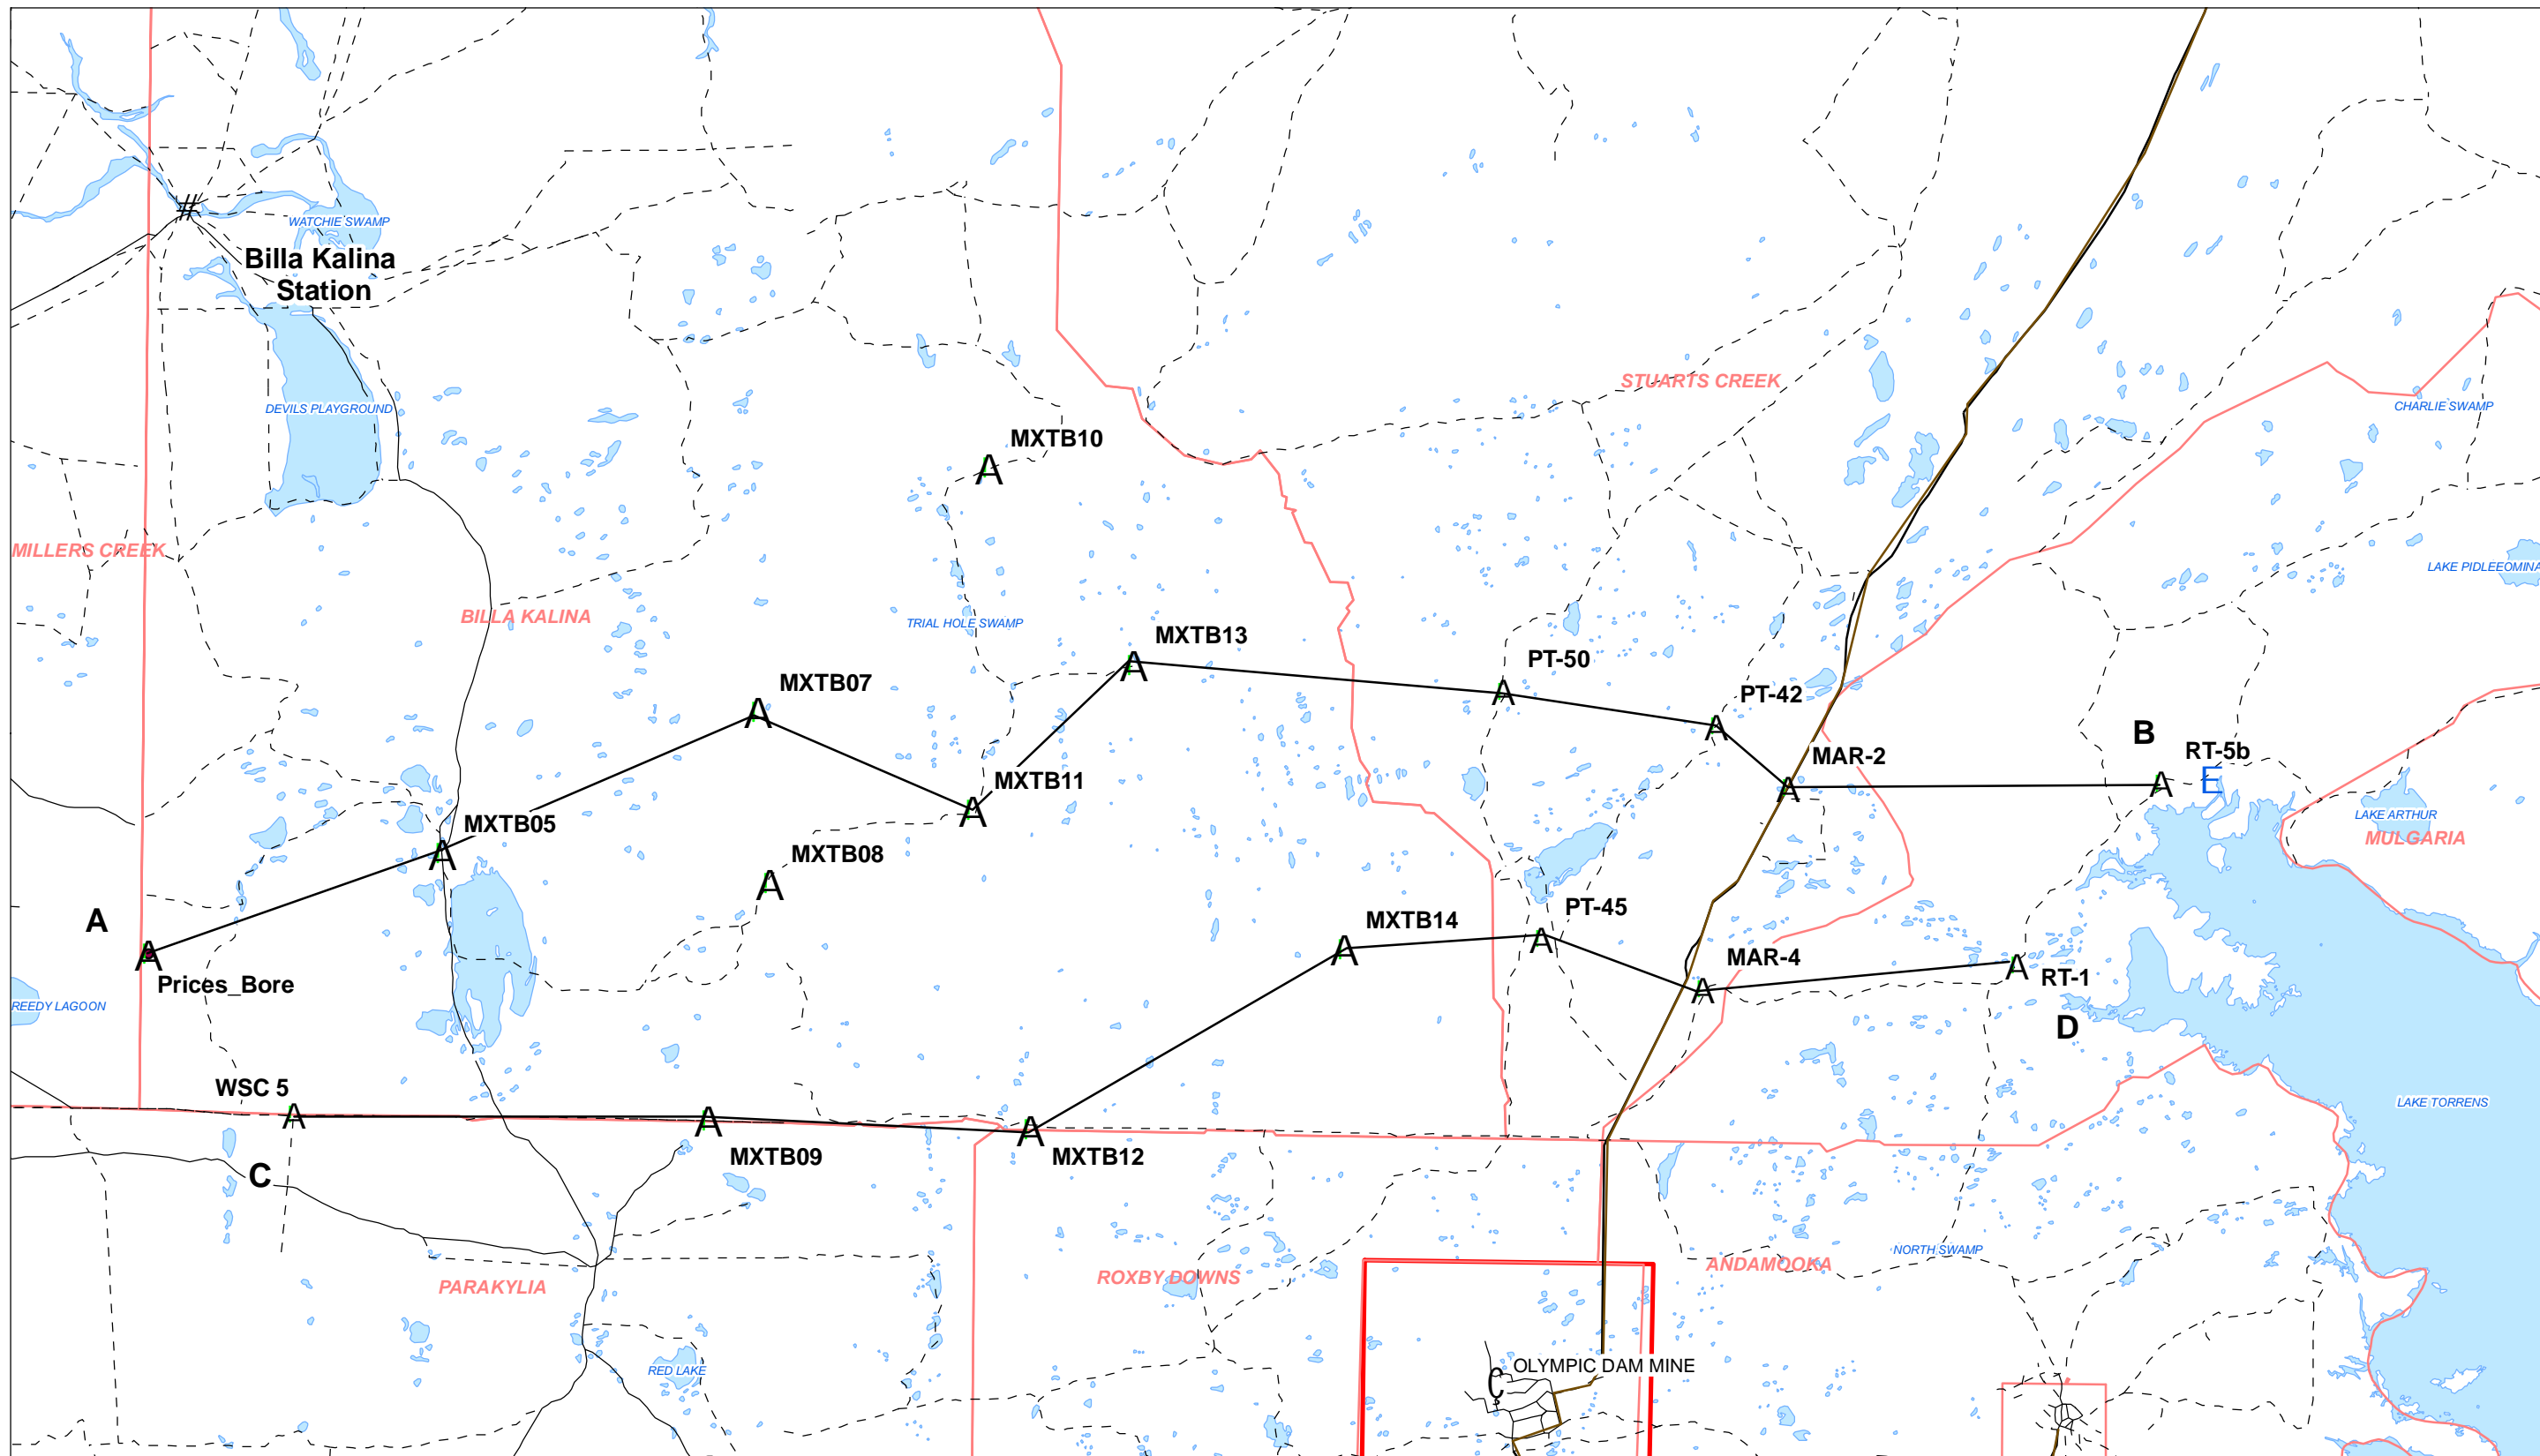 WATCHIE SWAMP
Billa Kalina
Station
STUARTS CREEK
DEVILS PLAYGROUND
CHARLIE SWAMP
MXTB10
MILLERS CREEK
LAKE PIDLEEOMINA
BILLA KALINA
TRIAL HOLE SWAMP
MXTB13
PT-50
MXTB07
PT-42
B
RT-5b
E
MAR-2
MXTB11
LAKE ARTHUR
MXTB05
MULGARIA
MXTB08
PT-45
A
MXTB14
MAR-4
Prices_Bore
RT-1
REEDY LAGOON
D
WSC 5
LAKE TORRENS
MXTB09
MXTB12
C
NORTH SWAMP
ANDAMOOKA
ROXBY DOWNS
PARAKYLIA
OLYMPIC DAM MINE
RED LAKE